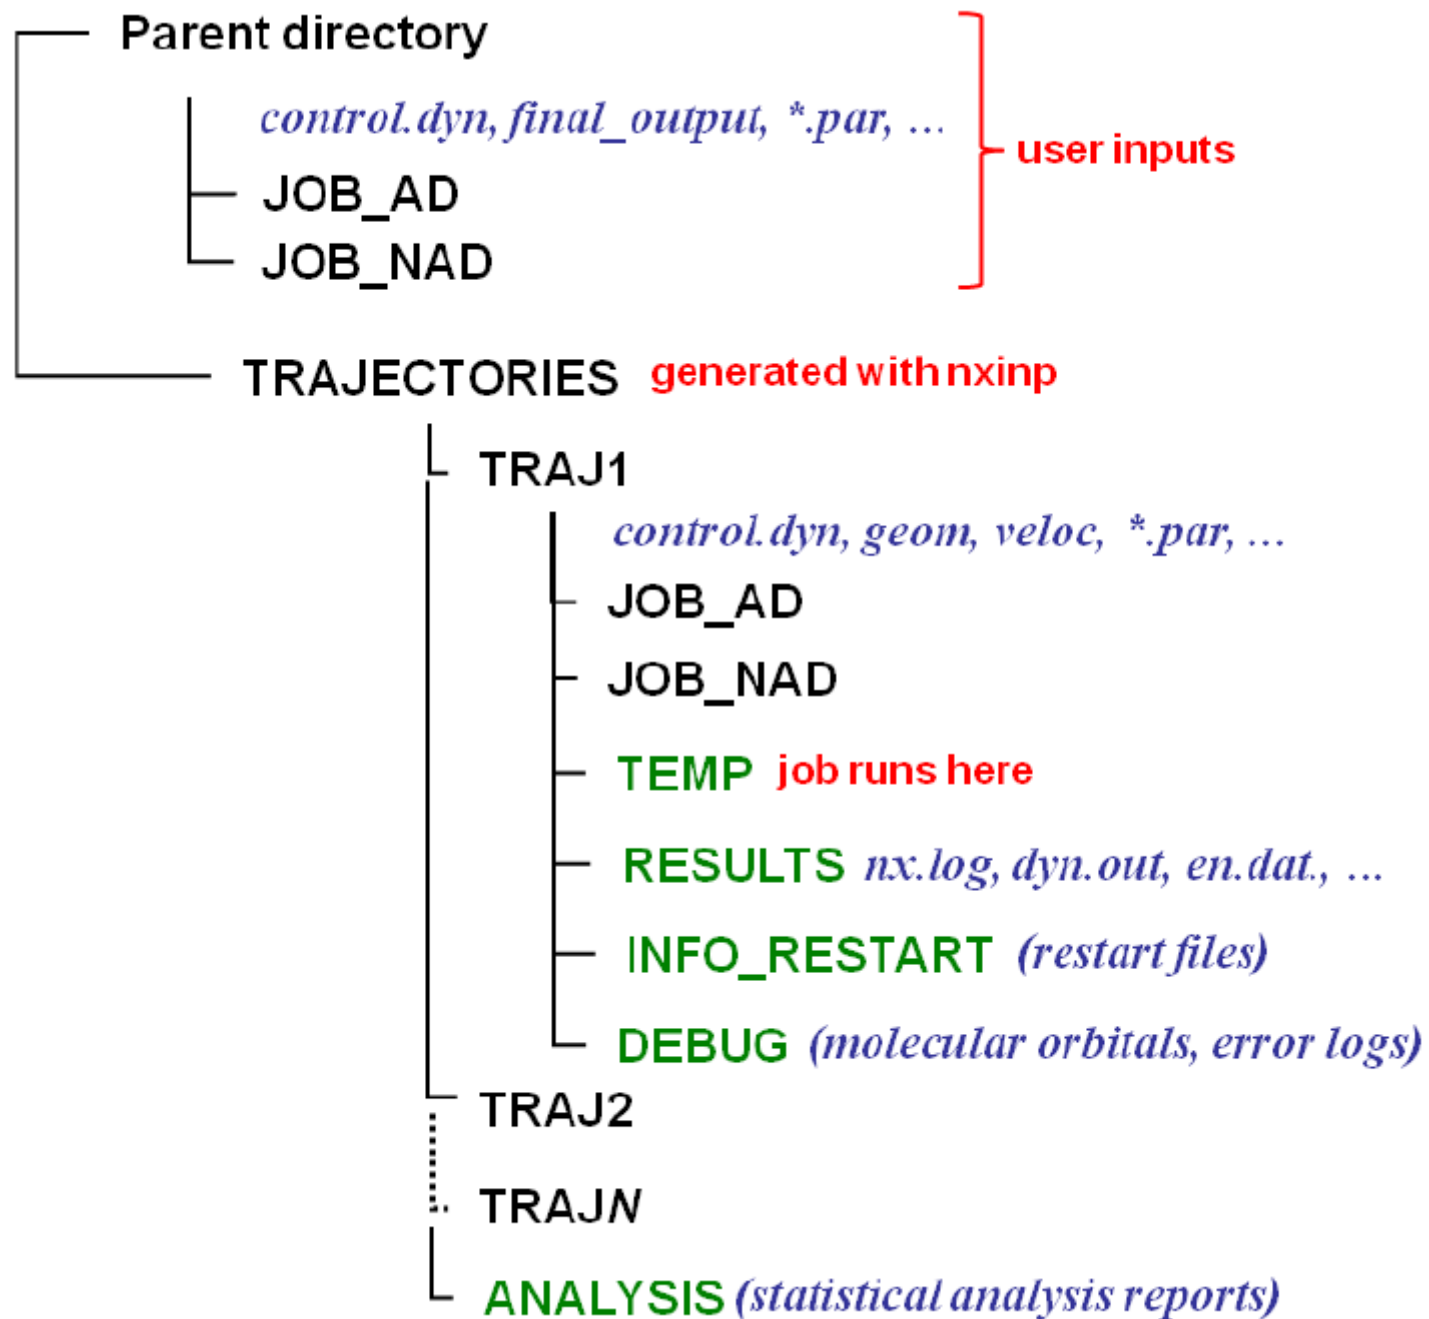 Parent directory
control.dyn, final_output, *.par, ...
user inputs
JOB_AD
JOB_NAD
TRAJECTORIES generated with nxinp
TRAJ1
control.dyn, geom, veloc, *.par, ...
JOB_AD
JOB_NAD
TEMP job runs here
RESULTS nx.log, dyn.out, en.dat., ...
INFO_RESTART (restart files)
DEBUG (molecular orbitals, error logs)
TRAJ2
TRAJN
ANALYSIS (statistical analysis reports)